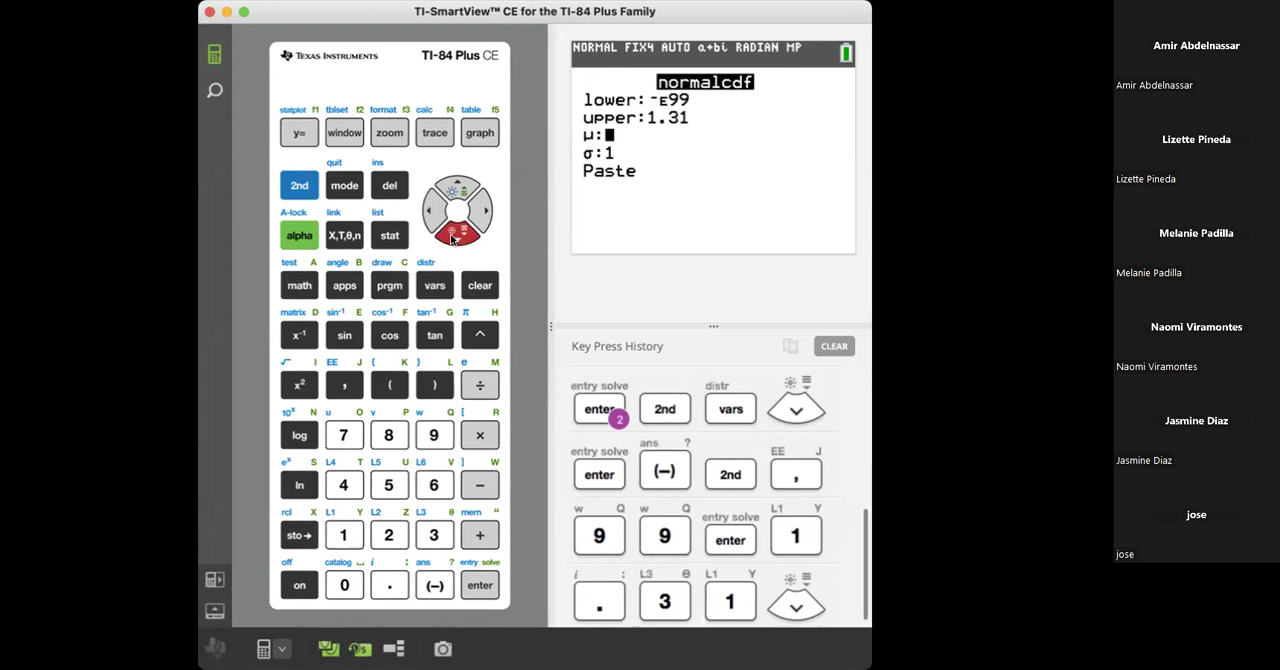 TI-SmartView™ CE for the TI-84 Plus Family
TEXAS INSTRUMENTS TI-84 Plus CE
statplot f1 tblset f2 format f3 calc f4 table f5
y= window zoom trace graph
quit ins
2nd mode del
A-lock link list
alpha X,T,θ,n stat
test A angle B draw C distr
math apps prgm vars clear
matrix D sin⁻¹ E cos⁻¹ F tan⁻¹ G π H
x⁻¹ sin cos tan ^
√ I EE J { K } L e M
x² , ( ) ÷
10ˣ N u O v P w Q [ R
log 7 8 9 ×
eˣ S L4 T L5 U L6 V ] W
ln 4 5 6 −
rcl X L1 Y L2 Z L3 θ mem "
sto→ 1 2 3 +
off catalog ⎵ i : ans ? entry solve
on 0 . (−) enter
NORMAL FIX4 AUTO a+bi RADIAN MP
normalcdf
lower:⁻ᴇ99
upper:1.31
μ:
σ:1
Paste
Key Press History
CLEAR
entry solve distr
enter 2 2nd vars
entry solve ans ? EE J
enter (−) 2nd ,
w Q w Q entry solve L1 Y
9 9 enter 1
i : L3 θ L1 Y
. 3 1
Amir Abdelnassar
Amir Abdelnassar
Lizette Pineda
Lizette Pineda
Melanie Padilla
Melanie Padilla
Naomi Viramontes
Naomi Viramontes
Jasmine Diaz
Jasmine Diaz
jose
jose